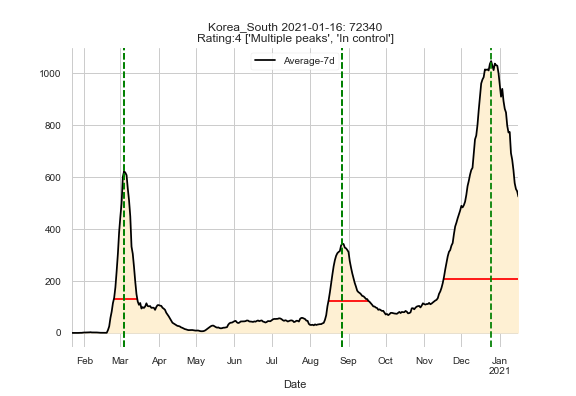 Korea_South 2021-01-16: 72340
Rating:4 ['Multiple peaks', 'In control']
Average-7d
1000
800
600
400
200
0
Feb Mar Apr May Jun Jul Aug Sep Oct Nov Dec Jan
2021
Date